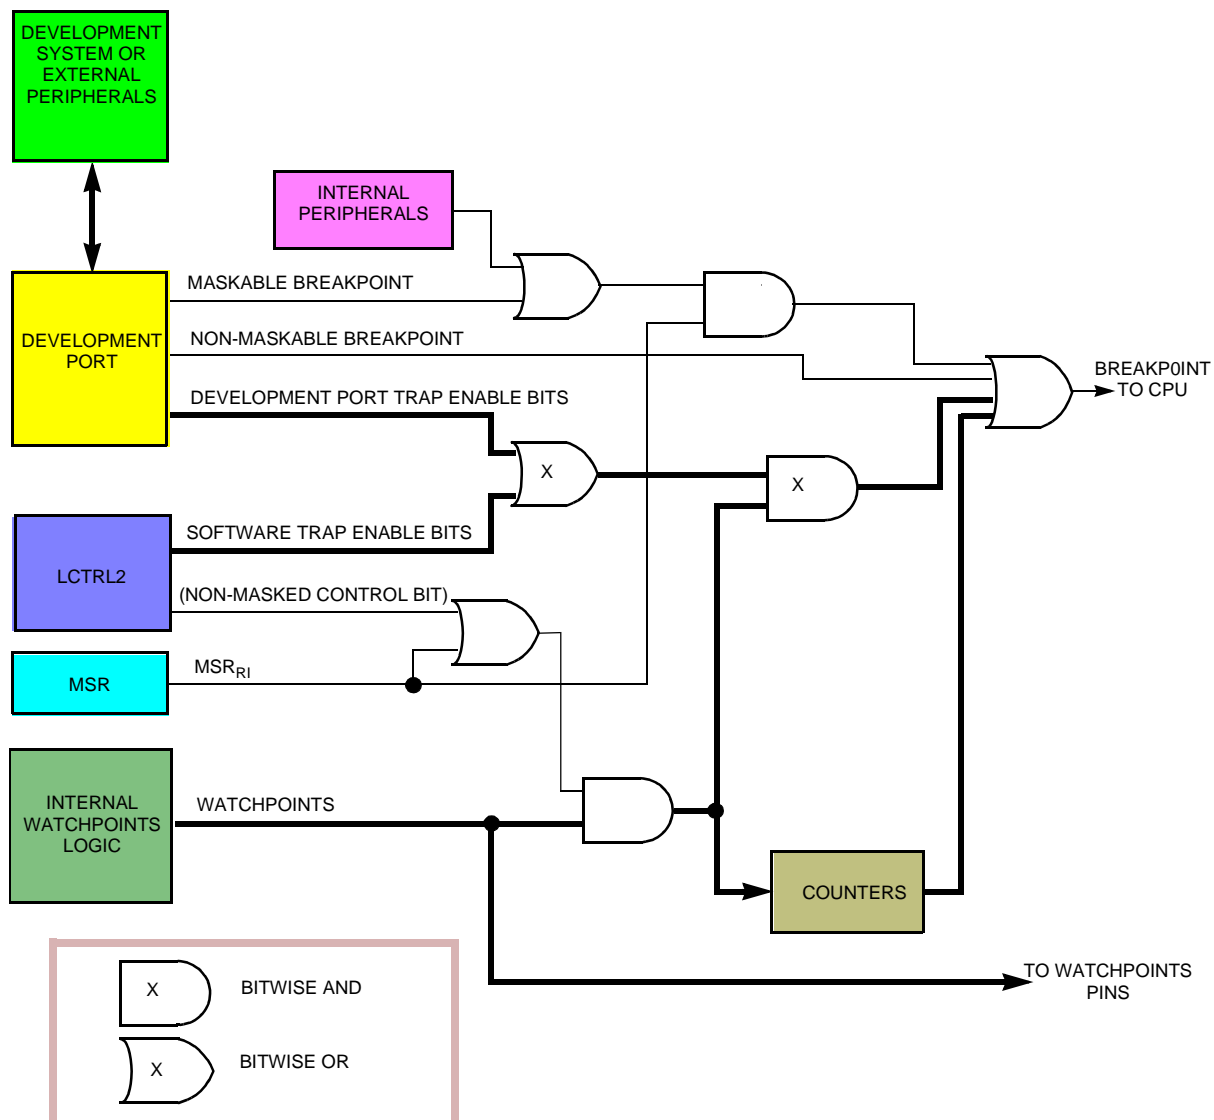 DEVELOPMENT
SYSTEM OR
EXTERNAL
PERIPHERALS
INTERNAL
PERIPHERALS
MASKABLE BREAKPOINT
NON-MASKABLE BREAKPOINT
DEVELOPMENT
PORT
BREAKP0INT
TO CPU
DEVELOPMENT PORT TRAP ENABLE BITS
X
X
SOFTWARE TRAP ENABLE BITS
LCTRL2
(NON-MASKED CONTROL BIT)
MSRRI
MSR
WATCHPOINTS
INTERNAL
WATCHPOINTS
LOGIC
COUNTERS
TO WATCHPOINTS
PINS
X
BITWISE AND
X
BITWISE OR